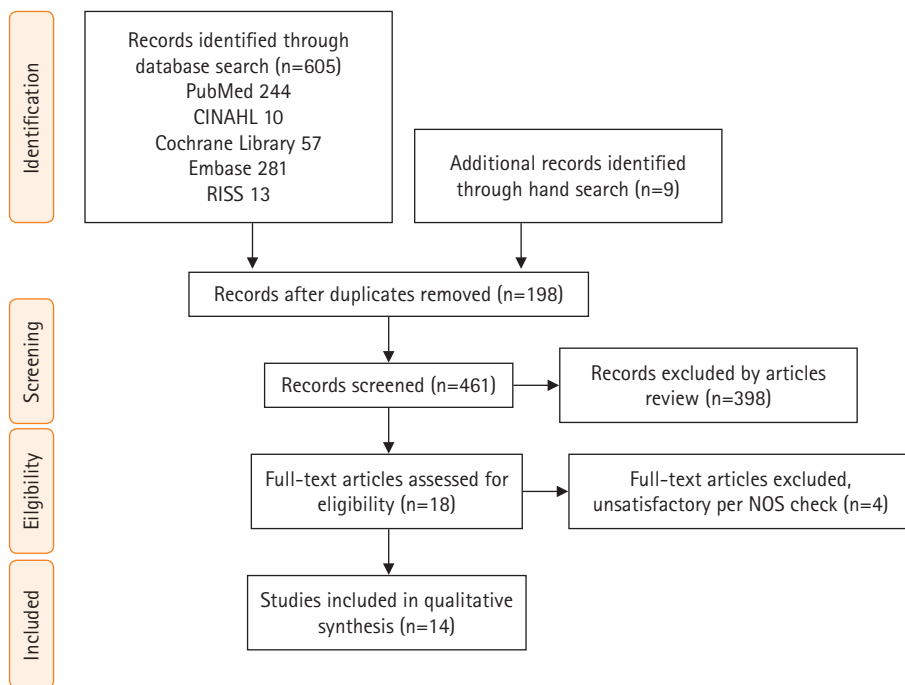 Identification
Records identified through
database search (n=605)
PubMed 244
CINAHL 10
Cochrane Library 57
Embase 281
RISS 13
Additional records identified
through hand search (n=9)
Records after duplicates removed (n=198)
Screening
Records screened (n=461)
Records excluded by articles
review (n=398)
Eilgibility
Full-text articles assessed for
eligibility (n=18)
Full-text articles excluded,
unsatisfactory per NOS check (n=4)
Included
Studies included in qualitative
synthesis (n=14)